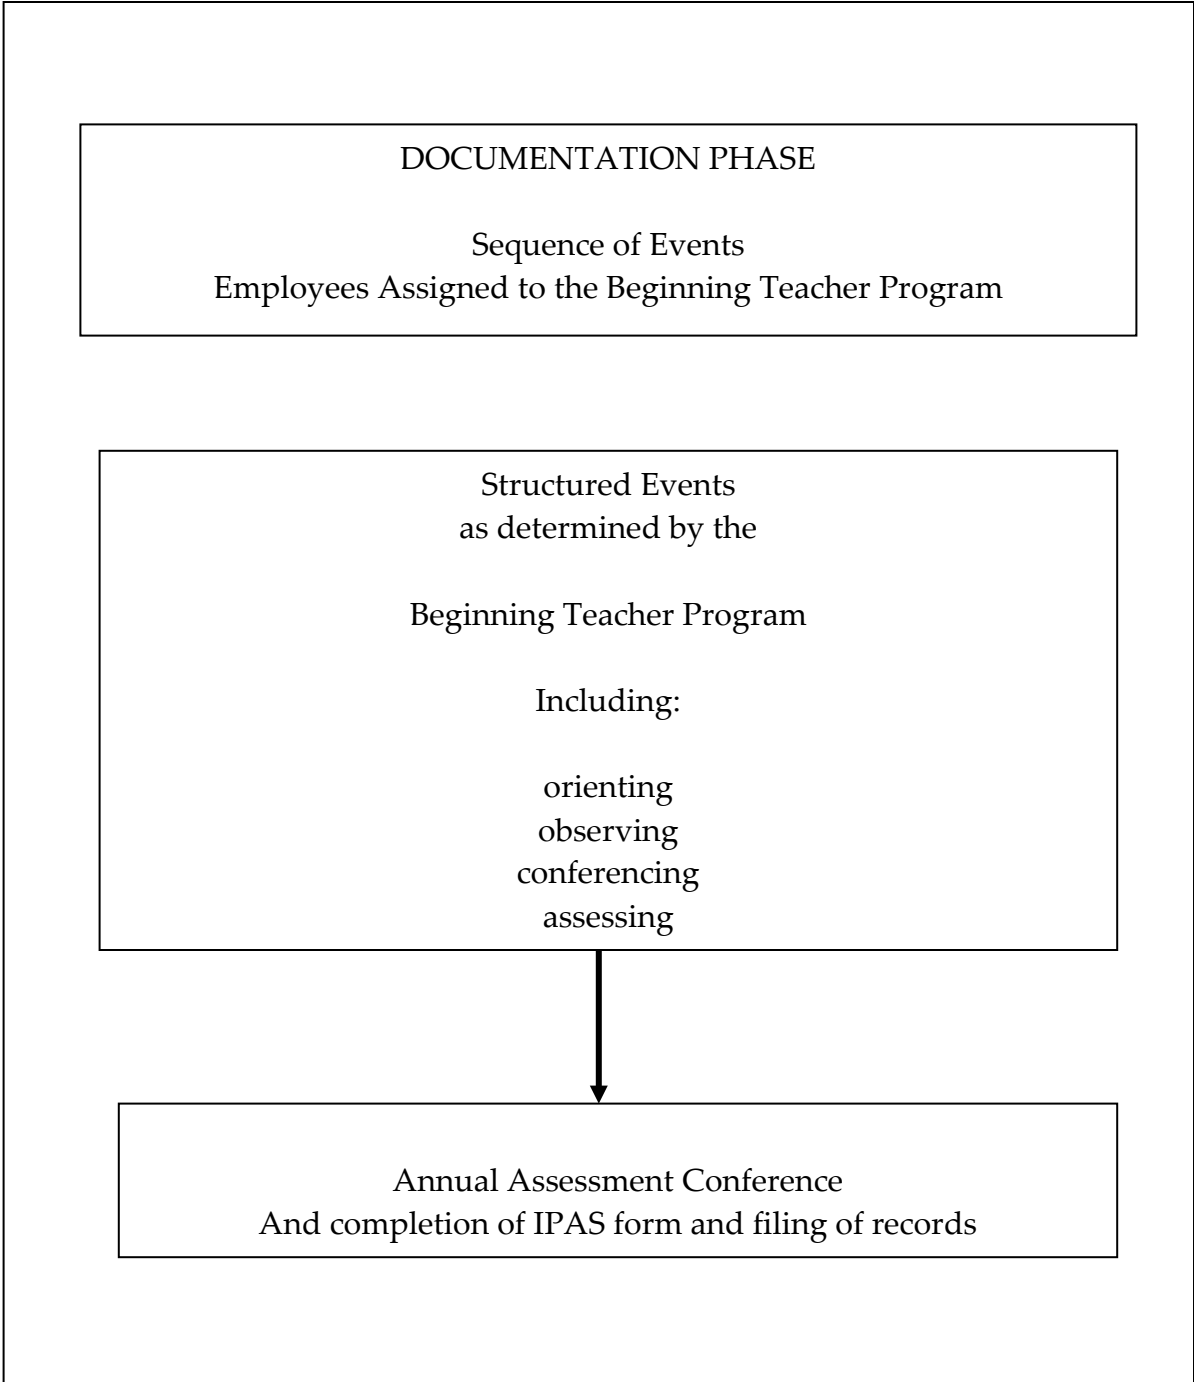 DOCUMENTATION PHASE
Sequence of Events
Employees Assigned to the Beginning Teacher Program
Structured Events
as determined by the
Beginning Teacher Program
Including:
orienting
observing
conferencing
assessing
Annual Assessment Conference
And completion of IPAS form and filing of records